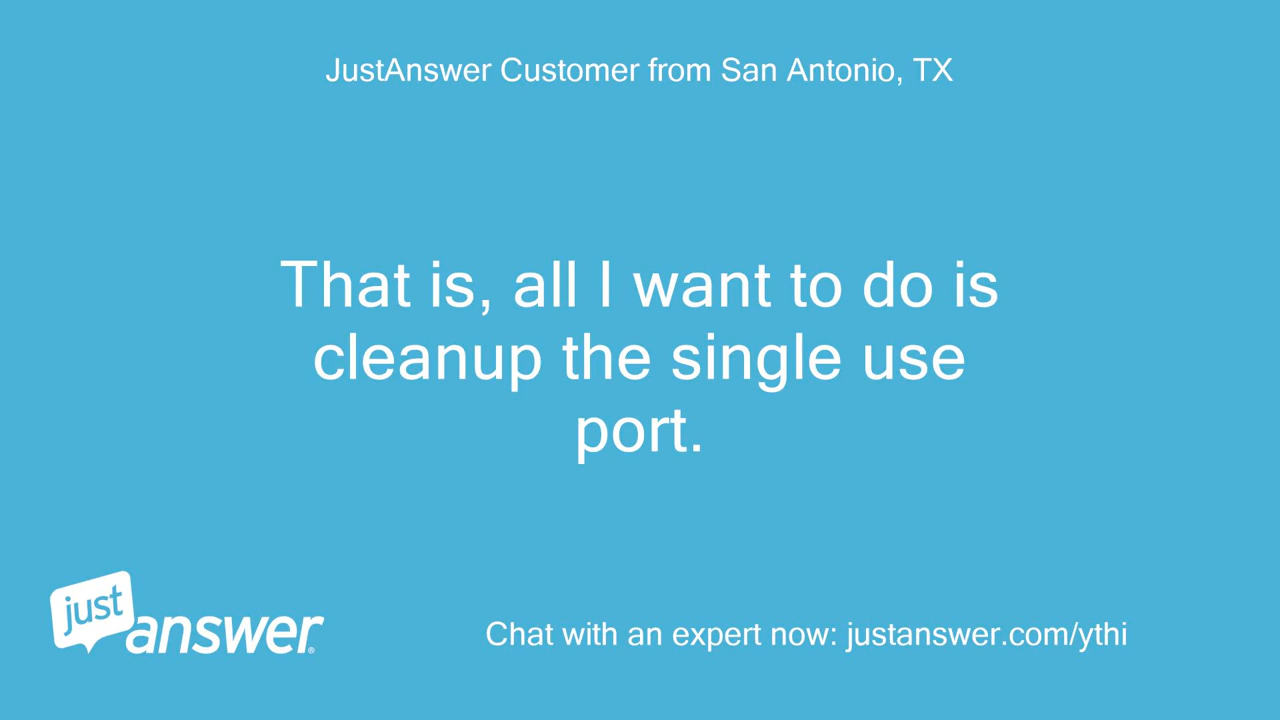 JustAnswer Customer from San Antonio, TX
That is, all I want to do is
cleanup the single use
port.
just
answer®
Chat with an expert now: justanswer.com/ythi